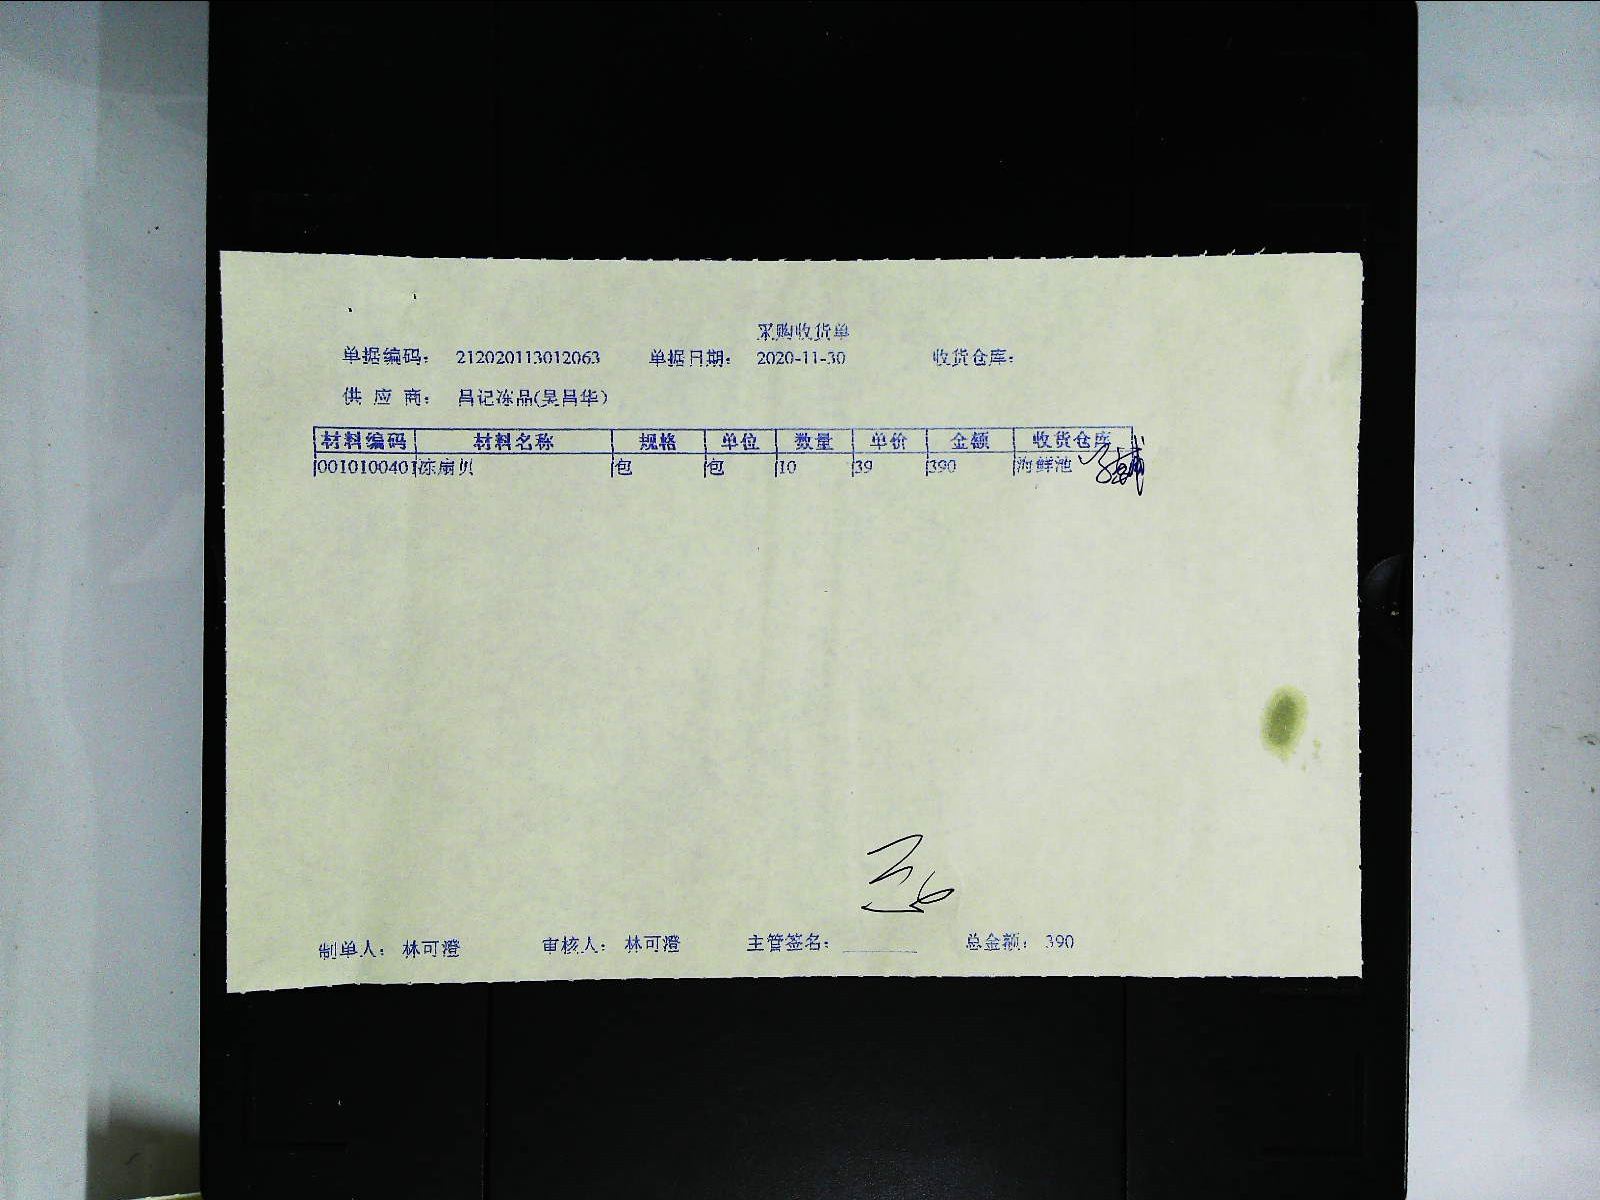 采购收货单
单据编码： 212020113012063 单据日期： 2020-11-30 收货仓库：
供 应 商： 昌记冻品(吴昌华)
材料编码 材料名称 规格 单位 数量 单价 金额 收货仓库
0010100401 冻扇贝 包 包 10 39 390 海鲜池
制单人： 林可澄 审核人： 林可澄 主管签名： 总金额： 390